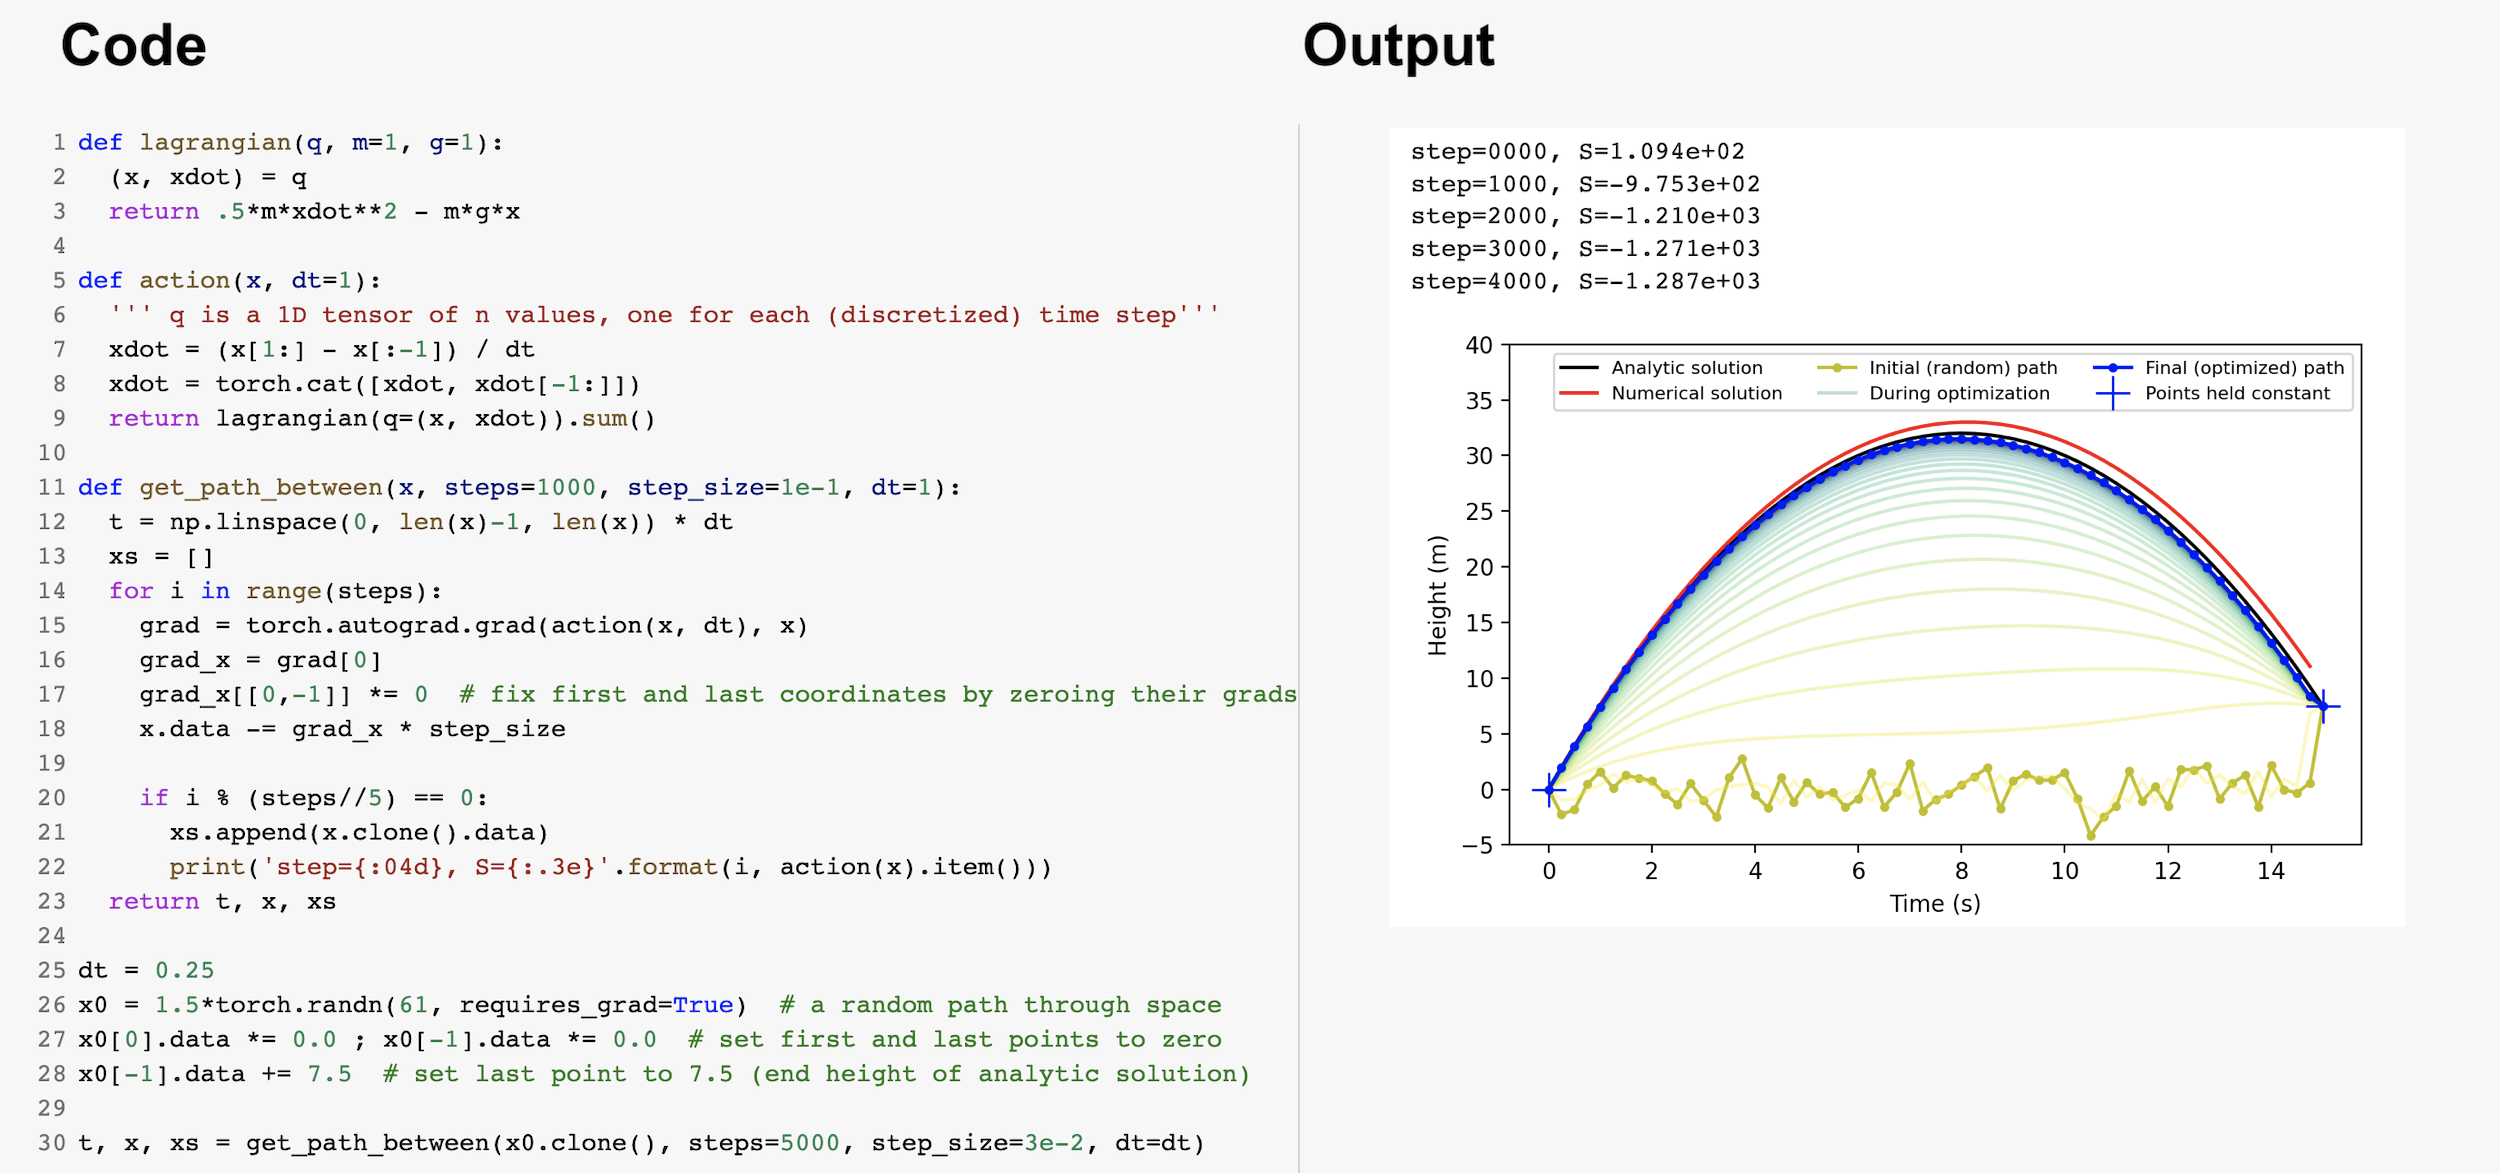 Code
Output
1 def lagrangian(q, m=1, g=1):
2   (x, xdot) = q
3   return .5*m*xdot**2 - m*g*x
4
5 def action(x, dt=1):
6   ''' q is a 1D tensor of n values, one for each (discretized) time step'''
7   xdot = (x[1:] - x[:-1]) / dt
8   xdot = torch.cat([xdot, xdot[-1:]])
9   return lagrangian(q=(x, xdot)).sum()
10
11 def get_path_between(x, steps=1000, step_size=1e-1, dt=1):
12   t = np.linspace(0, len(x)-1, len(x)) * dt
13   xs = []
14   for i in range(steps):
15     grad = torch.autograd.grad(action(x, dt), x)
16     grad_x = grad[0]
17     grad_x[[0,-1]] *= 0  # fix first and last coordinates by zeroing their grads
18     x.data -= grad_x * step_size
19
20     if i % (steps//5) == 0:
21       xs.append(x.clone().data)
22       print('step={:04d}, S={:.3e}'.format(i, action(x).item()))
23   return t, x, xs
24
25 dt = 0.25
26 x0 = 1.5*torch.randn(61, requires_grad=True)  # a random path through space
27 x0[0].data *= 0.0 ; x0[-1].data *= 0.0  # set first and last points to zero
28 x0[-1].data += 7.5  # set last point to 7.5 (end height of analytic solution)
29
30 t, x, xs = get_path_between(x0.clone(), steps=5000, step_size=3e-2, dt=dt)
step=0000, S=1.094e+02
step=1000, S=-9.753e+02
step=2000, S=-1.210e+03
step=3000, S=-1.271e+03
step=4000, S=-1.287e+03
Analytic solution
Numerical solution
Initial (random) path
During optimization
Final (optimized) path
Points held constant
40
35
30
25
20
15
10
5
0
−5
Height (m)
0 2 4 6 8 10 12 14
Time (s)